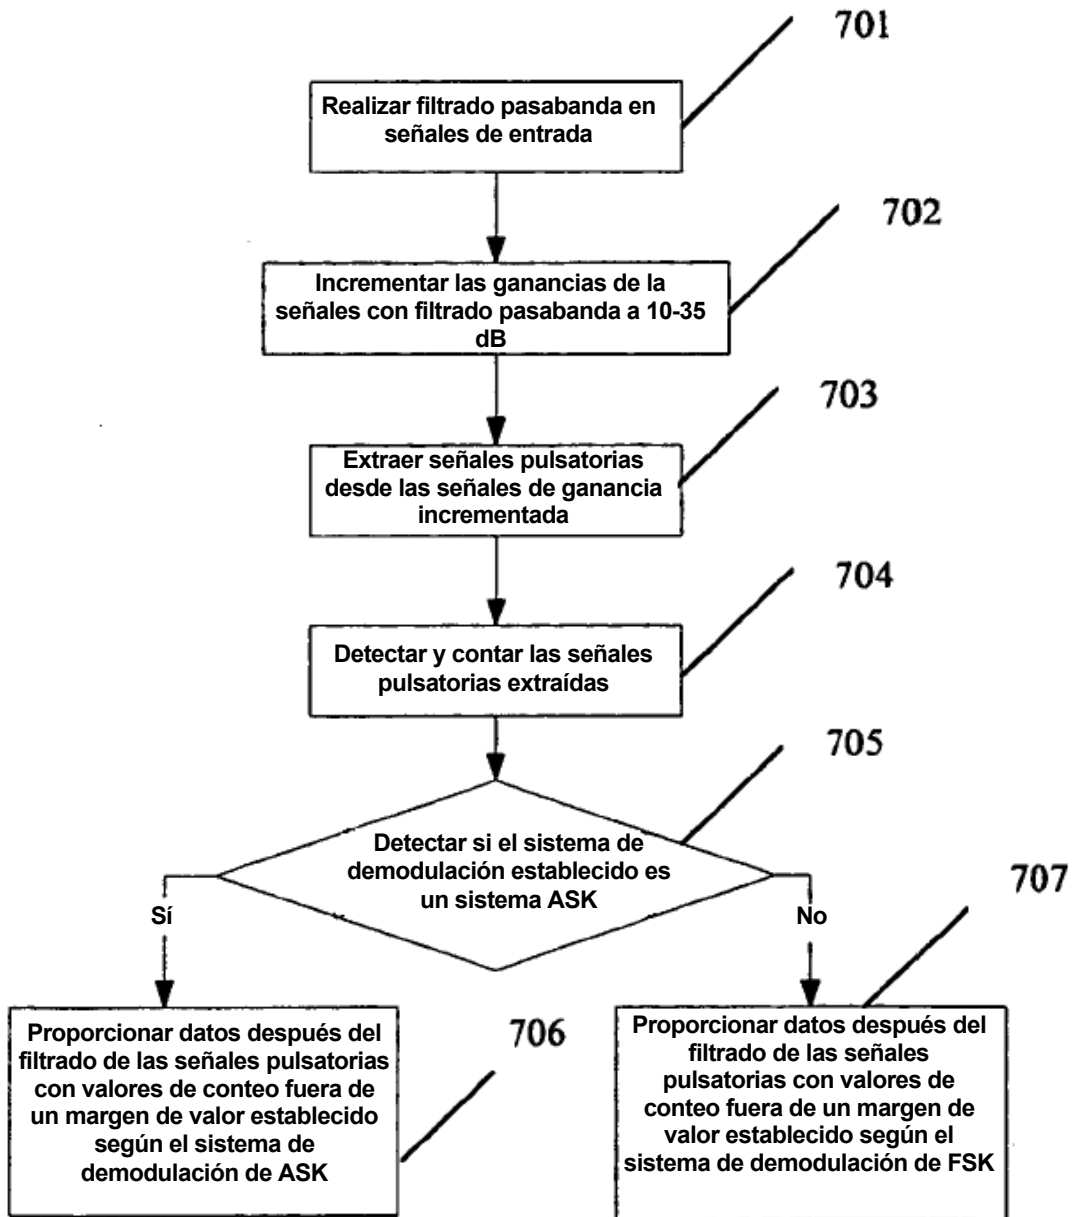 701
Realizar filtrado pasabanda en
señales de entrada
702
Incrementar las ganancias de la
señales con filtrado pasabanda a 10-35
dB
703
Extraer señales pulsatorias
desde las señales de ganancia
incrementada
704
Detectar y contar las señales
pulsatorias extraídas
705
Detectar si el sistema de
demodulación establecido es
un sistema ASK
Sí
No
706
Proporcionar datos después del
filtrado de las señales pulsatorias
con valores de conteo fuera de
un margen de valor establecido
según el sistema de
demodulación de ASK
707
Proporcionar datos después del
filtrado de las señales
pulsatorias con valores de
conteo fuera de un margen de
valor establecido según el
sistema de demodulación de FSK